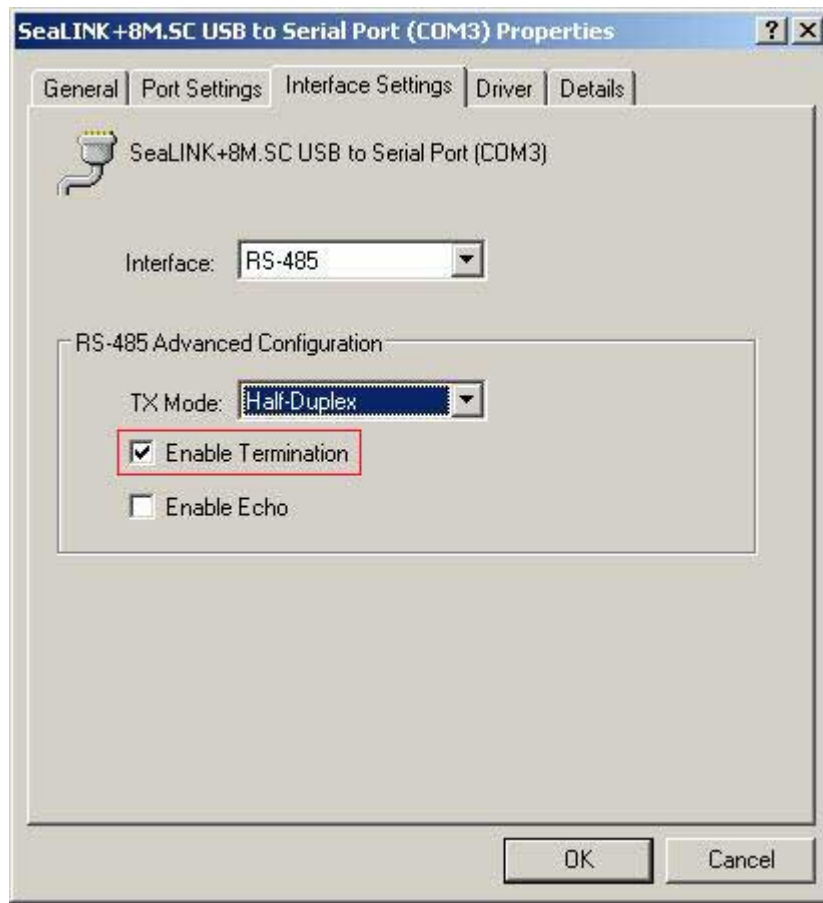 SeaLINK+8M.SC USB to Serial Port (COM3) Properties
General Port Settings Interface Settings Driver Details
SeaLINK+8M.SC USB to Serial Port (COM3)
Interface: RS-485
RS-485 Advanced Configuration
TX Mode: Half-Duplex
Enable Termination
Enable Echo
OK Cancel